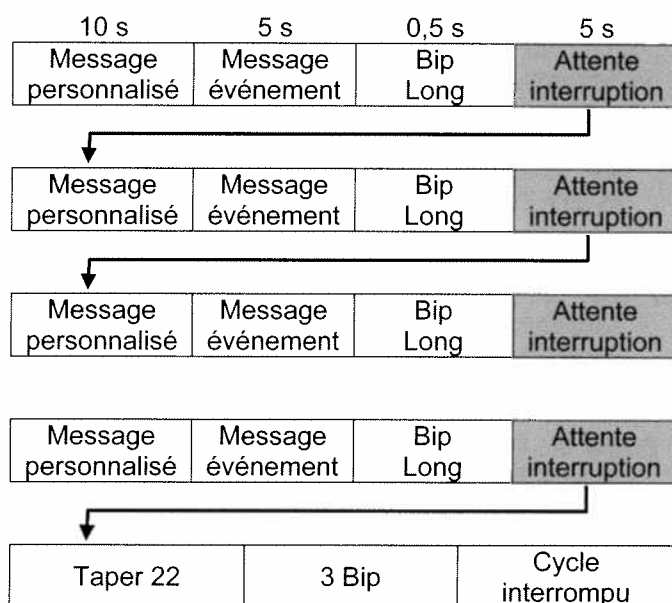 10 s 5 s 0,5 s 5 s
Message Message Bip Attente
personnalisé événement Long interruption
Message Message Bip Attente
personnalisé événement Long interruption
Message Message Bip Attente
personnalisé événement Long interruption
Message Message Bip Attente
personnalisé événement Long interruption
Taper 22 3 Bip Cycle
interrompu